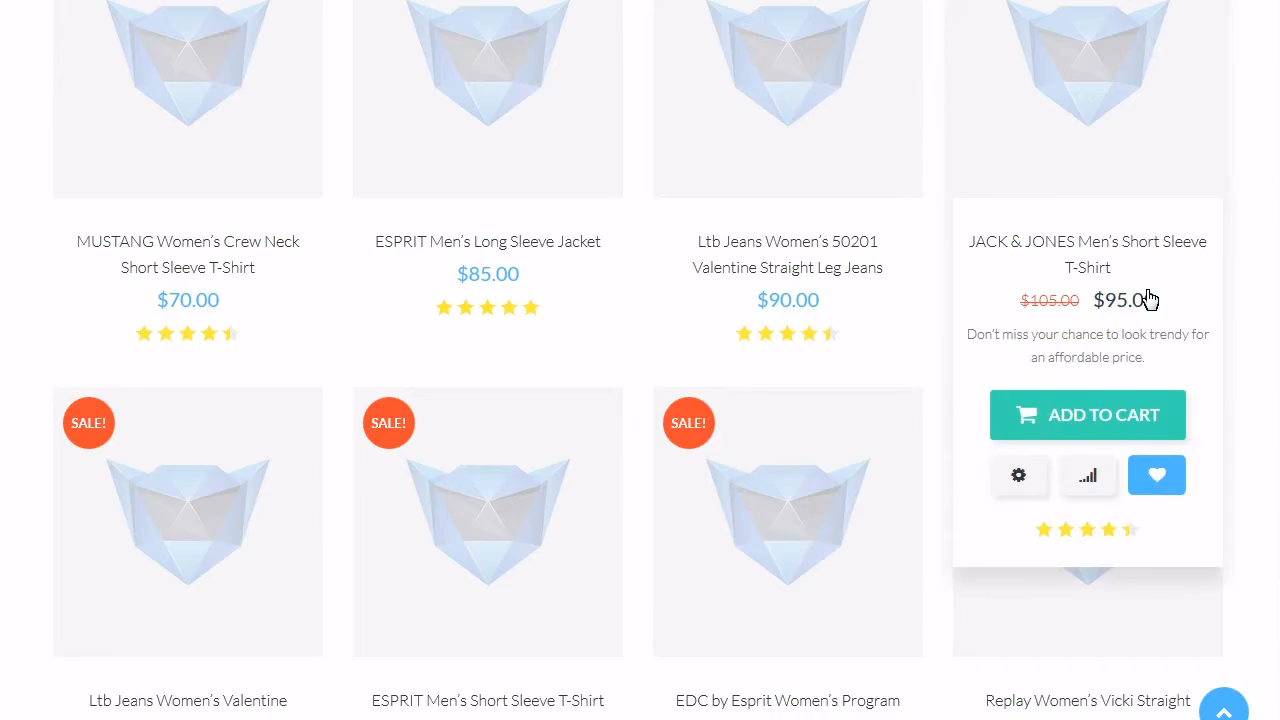 MUSTANG Women's Crew Neck
Short Sleeve T-Shirt
$70.00
ESPRIT Men's Long Sleeve Jacket
$85.00
Ltb Jeans Women's 50201
Valentine Straight Leg Jeans
$90.00
JACK & JONES Men's Short Sleeve
T-Shirt
$105.00
Don't miss your chance to look trendy for
an affordable price.
ADD TO CART
SALE!
SALE!
SALE!
Ltb Jeans Women's Valentine
ESPRIT Men's Short Sleeve T-Shirt
EDC by Esprit Women's Program
Replay Women's Vicki Straight